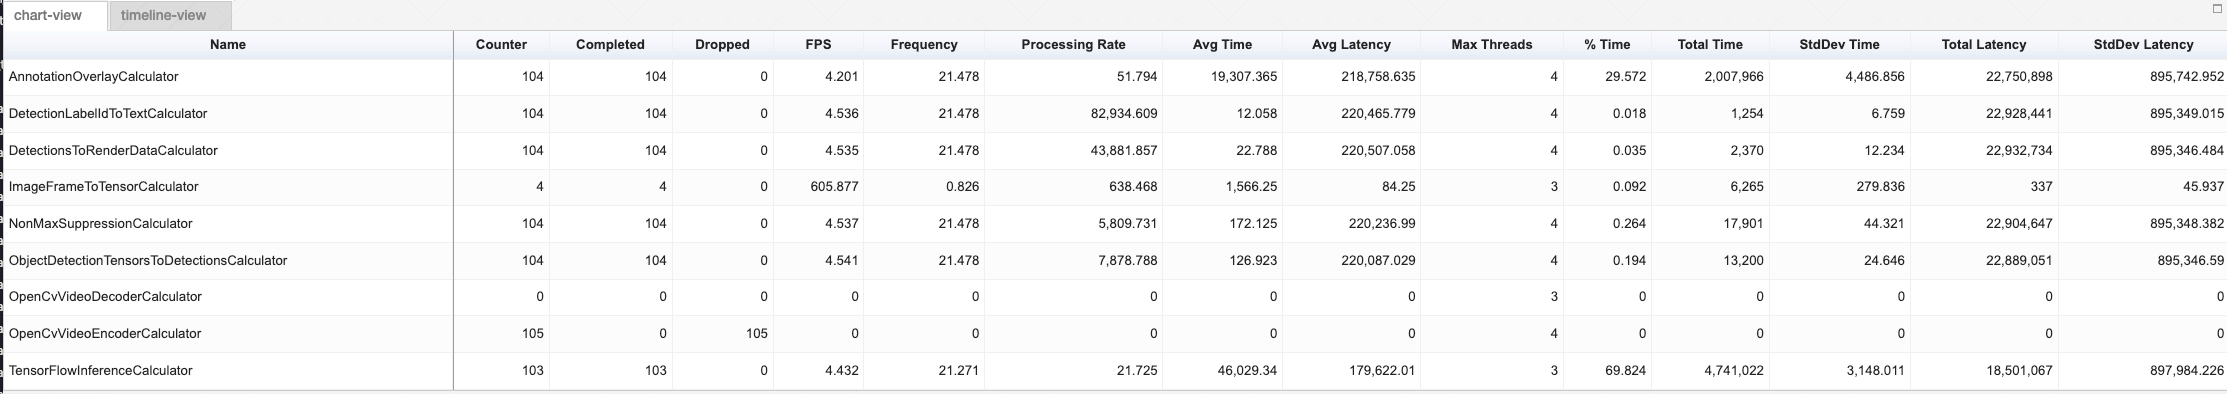 chart-view timeline-view
Name Counter Completed Dropped FPS Frequency Processing Rate Avg Time Avg Latency Max Threads % Time Total Time StdDev Time Total Latency StdDev Latency
AnnotationOverlayCalculator 104 104 0 4.201 21.478 51.794 19,307.365 218,758.635 4 29.572 2,007,966 4,486.856 22,750,898 895,742.952
DetectionLabelIdToTextCalculator 104 104 0 4.536 21.478 82,934.609 12.058 220,465.779 4 0.018 1,254 6.759 22,928,441 895,349.015
DetectionsToRenderDataCalculator 104 104 0 4.535 21.478 43,881.857 22.788 220,507.058 4 0.035 2,370 12.234 22,932,734 895,346.484
ImageFrameToTensorCalculator 4 4 0 605.877 0.826 638.468 1,566.25 84.25 3 0.092 6,265 279.836 337 45.937
NonMaxSuppressionCalculator 104 104 0 4.537 21.478 5,809.731 172.125 220,236.99 4 0.264 17,901 44.321 22,904,647 895,348.382
ObjectDetectionTensorsToDetectionsCalculator 104 104 0 4.541 21.478 7,878.788 126.923 220,087.029 4 0.194 13,200 24.646 22,889,051 895,346.59
OpenCvVideoDecoderCalculator 0 0 0 0 0 0 0 0 3 0 0 0 0 0
OpenCvVideoEncoderCalculator 105 0 105 0 0 0 0 0 4 0 0 0 0 0
TensorFlowInferenceCalculator 103 103 0 4.432 21.271 21.725 46,029.34 179,622.01 3 69.824 4,741,022 3,148.011 18,501,067 897,984.226